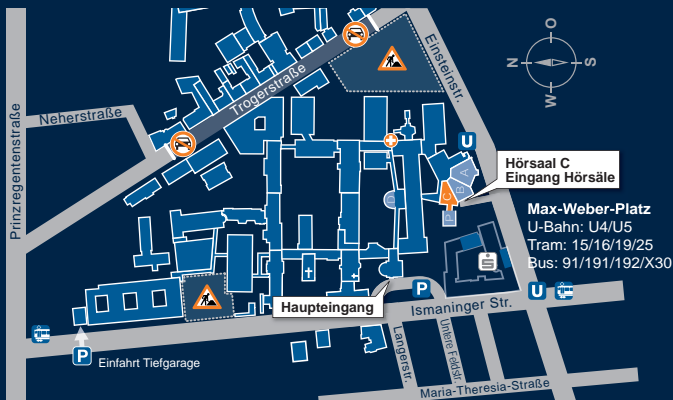 Prinzregentenstraße
Neherstraße
Trogerstraße
Einsteinstr.
O
N
S
W
U
Hörsaal C
Eingang Hörsäle
A
B
C
P
D
Max-Weber-Platz
U-Bahn: U4/U5
Tram: 15/16/19/25
Bus: 91/191/192/X30
Haupteingang
P
Ismaninger Str.
U
P
Einfahrt Tiefgarage
Langerstr.
Untere Feldstr.
Maria-Theresia-Straße